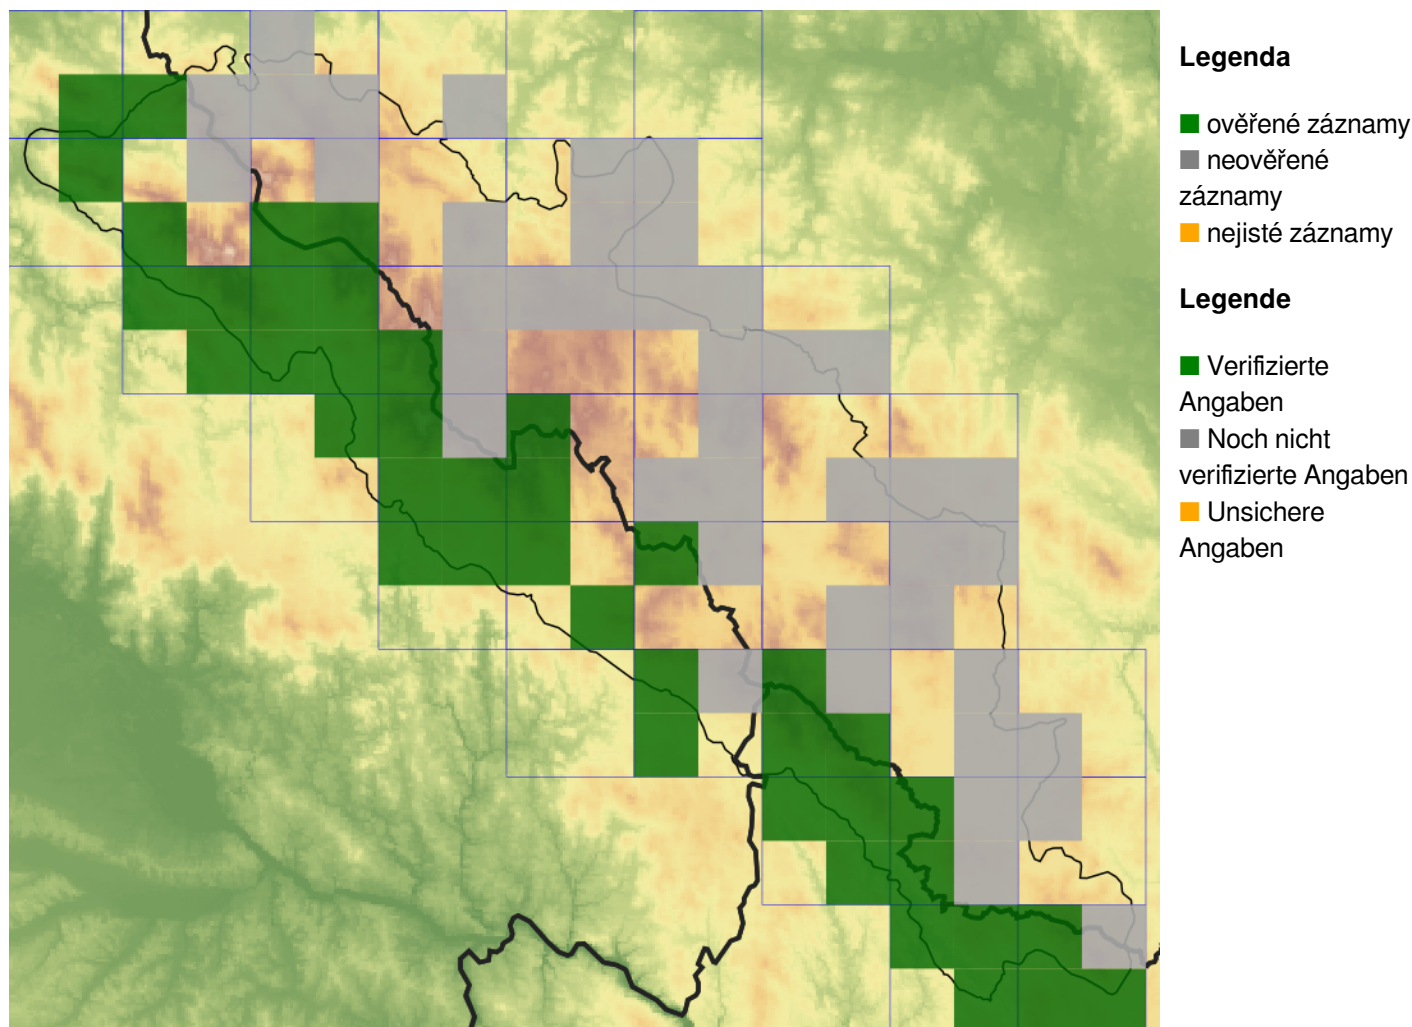 Legenda
ověřené záznamy
neověřené
záznamy
nejisté záznamy
Legende
Verifizierte
Angaben
Noch nicht
verifizierte Angaben
Unsichere
Angaben